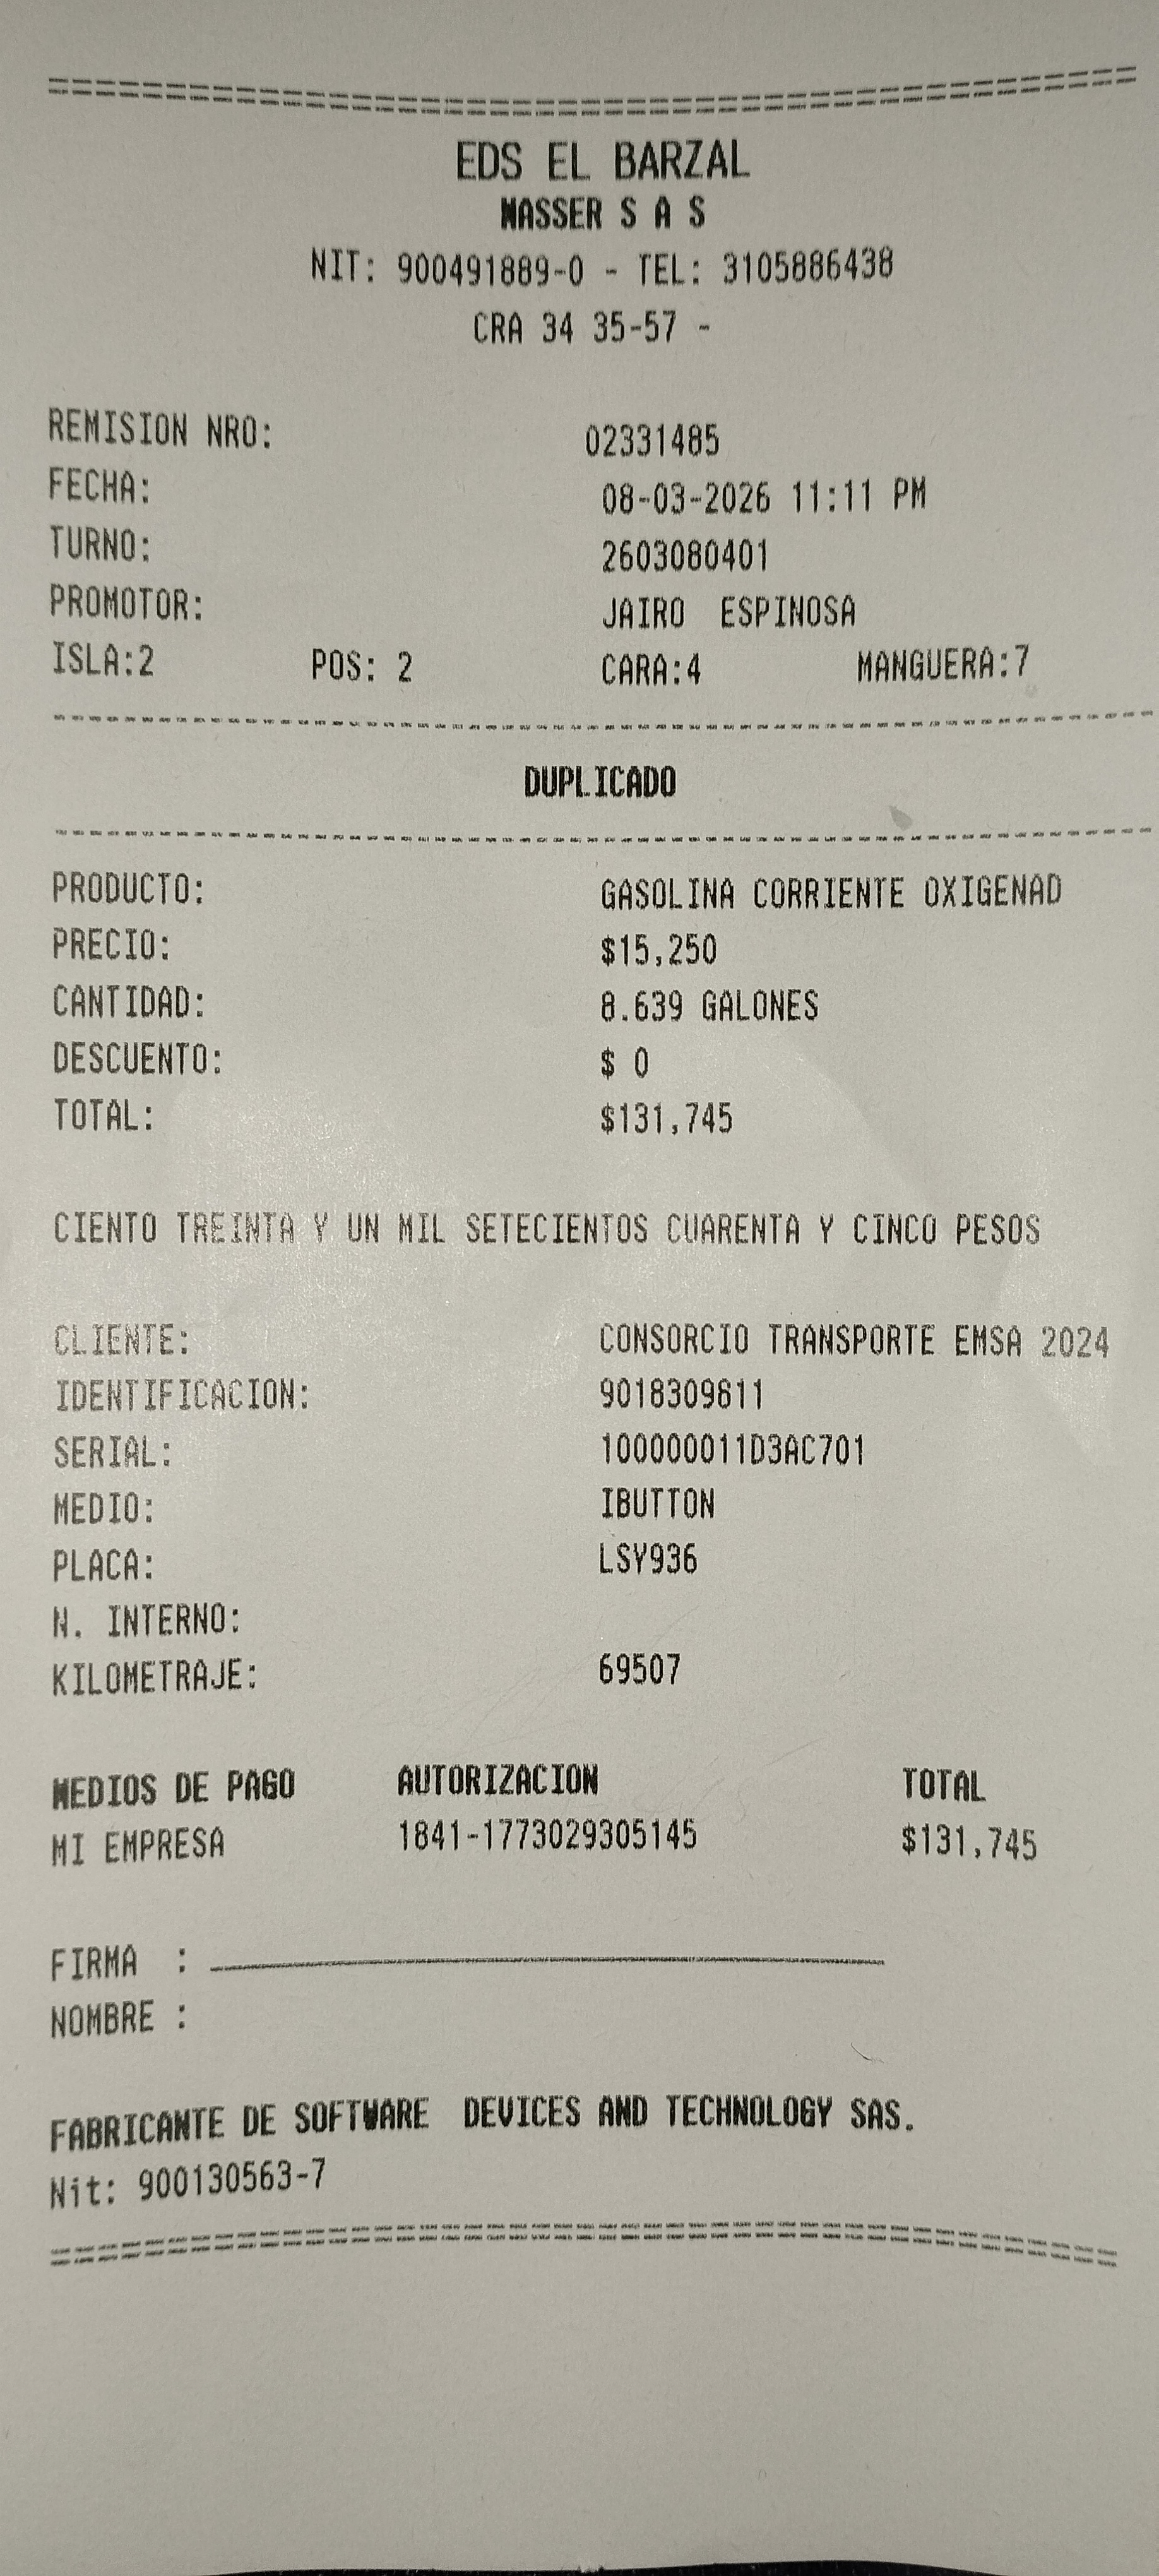 EDS EL BARZAL
MASSER S A S
NIT: 900491889-0 - TEL: 3105886438
CRA 34 35-57 -
REMISION NRO: 02331485
FECHA: 08-03-2026 11:11 PM
TURNO: 2603080401
PROMOTOR: JAIRO ESPINOSA
ISLA:2 POS: 2 CARA:4 MANGUERA:7
DUPLICADO
PRODUCTO: GASOLINA CORRIENTE OXIGENAD
PRECIO: $15,250
CANTIDAD: 8.639 GALONES
DESCUENTO: $ 0
TOTAL: $131,745
CIENTO TREINTA Y UN MIL SETECIENTOS CUARENTA Y CINCO PESOS
CLIENTE: CONSORCIO TRANSPORTE EMSA 2024
IDENTIFICACION: 9018309811
SERIAL: 100000011D3AC701
MEDIO: IBUTTON
PLACA: LSY936
N. INTERNO:
KILOMETRAJE: 69507
MEDIOS DE PAGO AUTORIZACION TOTAL
MI EMPRESA 1841-1773029305145 $131,745
FIRMA :
NOMBRE :
FABRICANTE DE SOFTWARE DEVICES AND TECHNOLOGY SAS.
Nit: 900130563-7